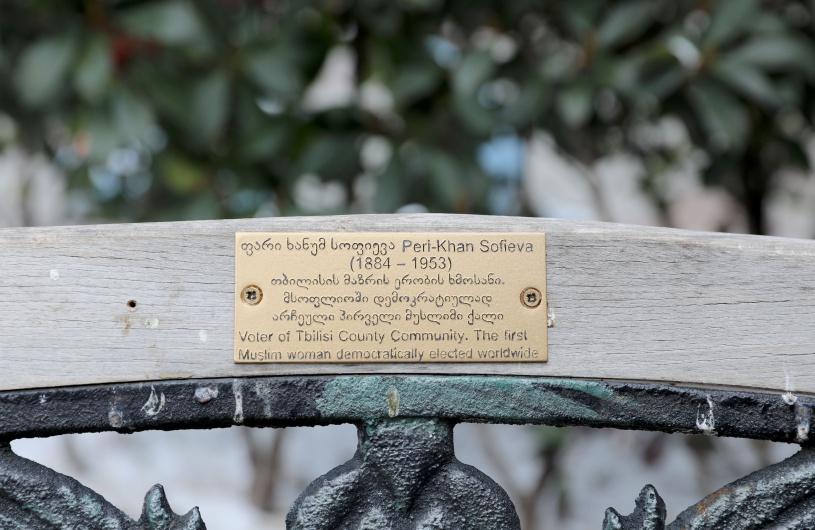 ფარი ხანუმ სოფიევა Peri-Khan Sofieva
(1884 – 1953)
თბილისის მაზრის ერობის ხმოსანი.
მსოფლიოში დემოკრატიულად
არჩეული პირველი მუსლიმი ქალი
Voter of Tbilisi County Community. The first
Muslim woman democratically elected worldwide